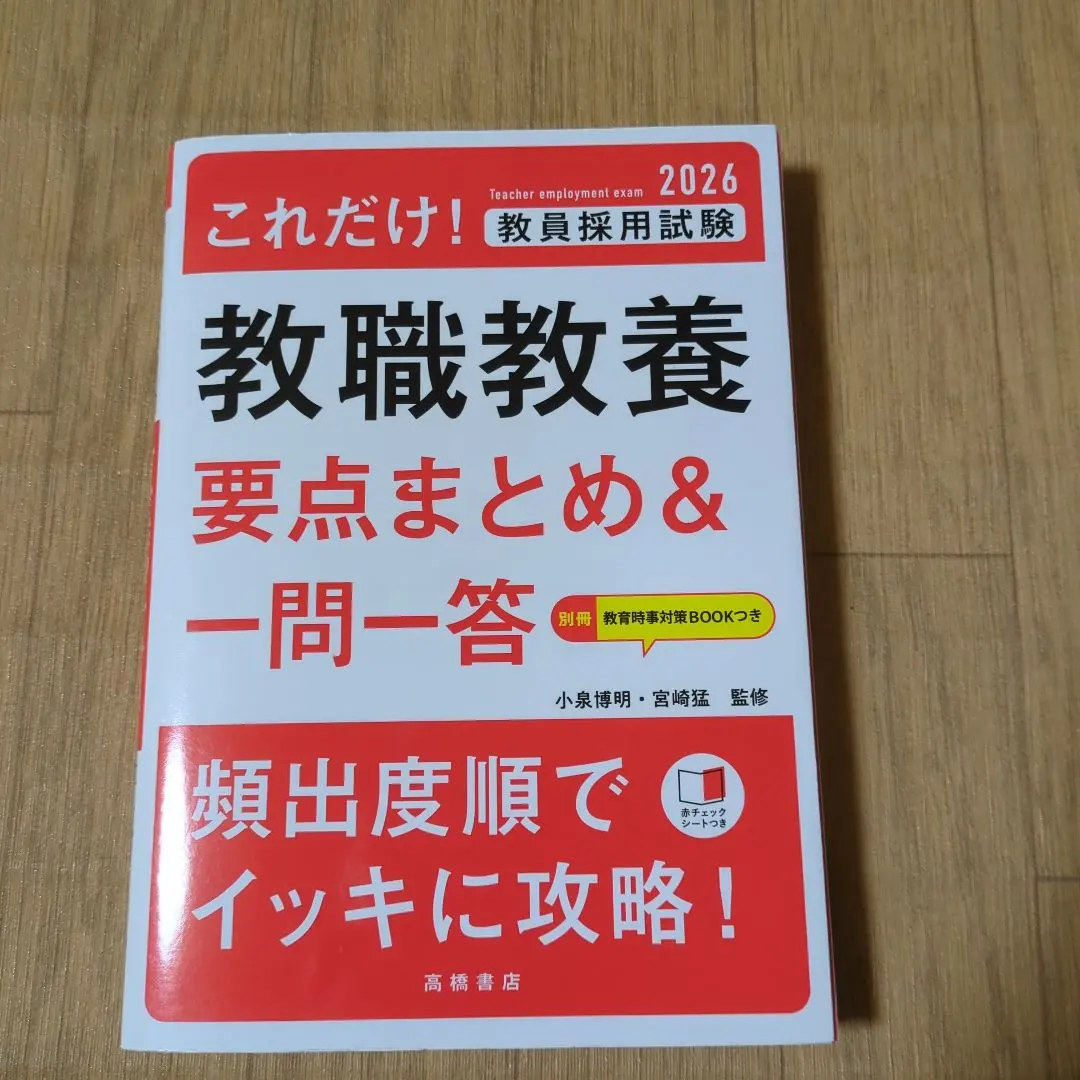 これだけ!
Teacher employment exam 2026
教員採用試験
教職教養
要点まとめ&
一問一答
別冊 教育時事対策BOOKつき
小泉博明・宮崎猛 監修
頻出度順で
赤チェック
シートつき
イッキに攻略!
高橋書店